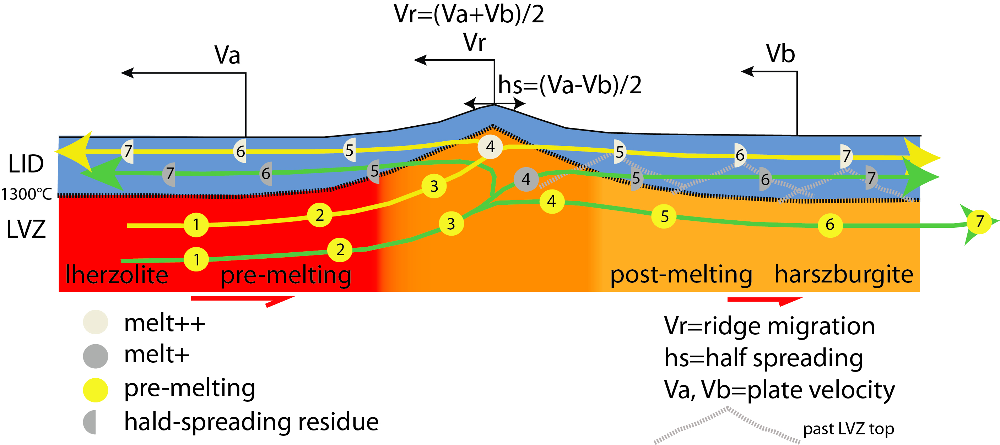 Vr=(Va+Vb)/2
Va
Vr
Vb
hs=(Va-Vb)/2
7 6 5 4 5 6 7
LID
7 6 5 4 5 6 7
1300°C
3 4
LVZ
1 2 3 5 6 7
1 2
lherzolite pre-melting post-melting harszburgite
melt++
melt+
pre-melting
hald-spreading residue
Vr=ridge migration
hs=half spreading
Va, Vb=plate velocity
past LVZ top